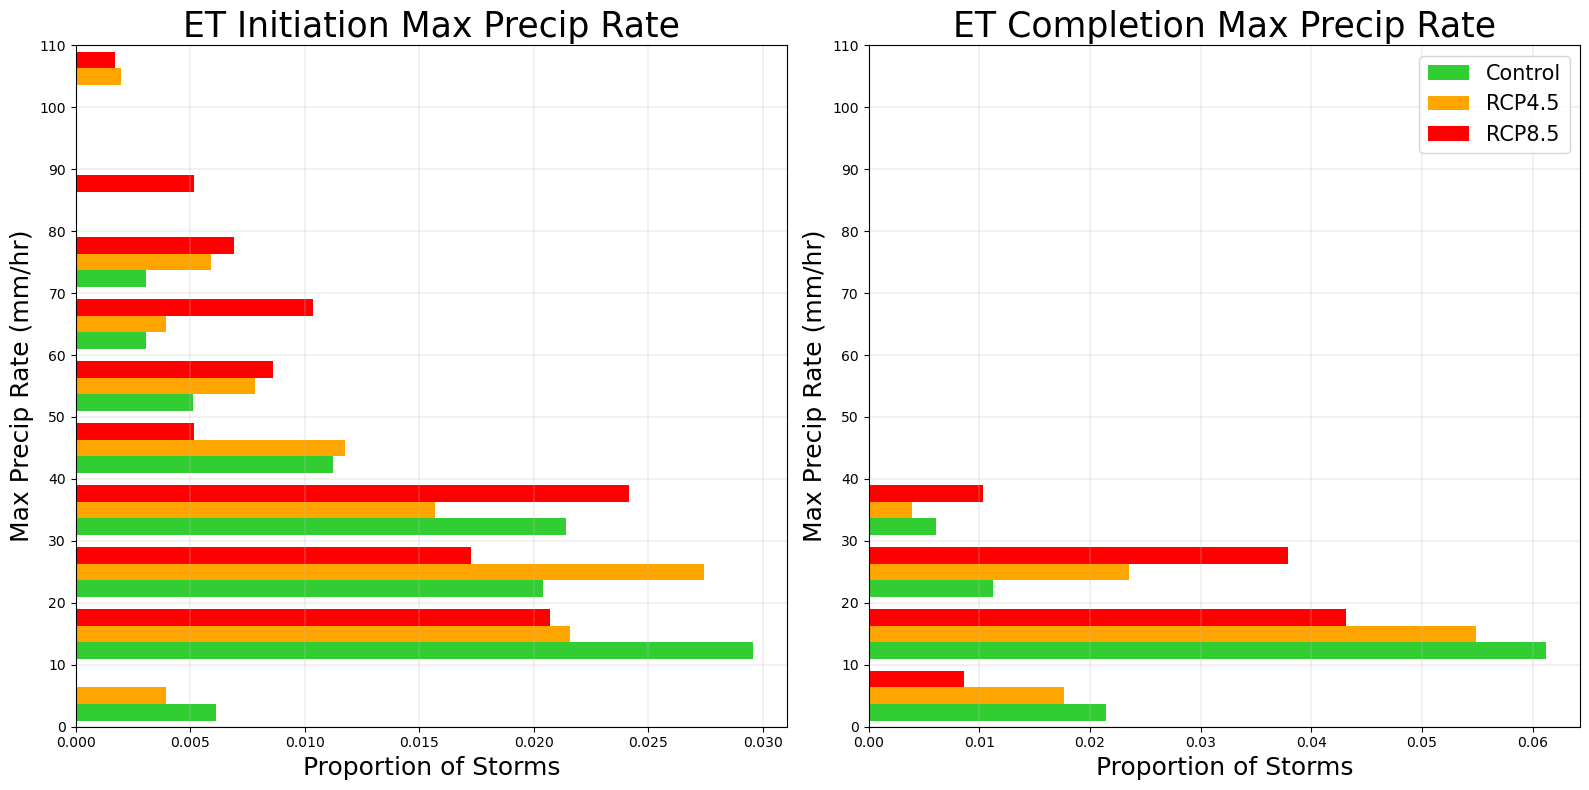 ET Initiation Max Precip Rate
Max Precip Rate (mm/hr)
110
100
90
80
70
60
50
40
30
20
10
0
0.000 0.005 0.010 0.015 0.020 0.025 0.030
Proportion of Storms
ET Completion Max Precip Rate
Max Precip Rate (mm/hr)
110
100
90
80
70
60
50
40
30
20
10
0
Control
RCP4.5
RCP8.5
0.00 0.01 0.02 0.03 0.04 0.05 0.06
Proportion of Storms